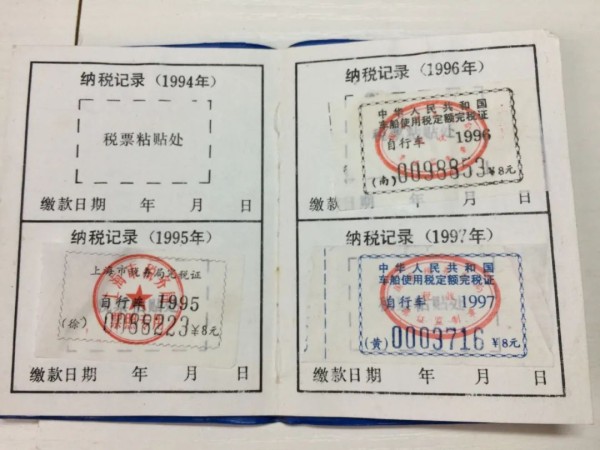 纳税记录（1994年）
税票粘贴处
缴款日期 年 月 日
纳税记录（1995年）
上海市税务局完税证
自行车 1995
(徐) 0098223 ¥8元
缴款日期 年 月 日
纳税记录（1996年）
中华人民共和国
车船使用税定额完税证
自行车 1996
(南) 0098853 ¥8元
缴款日期 年 月 日
纳税记录（1997年）
中华人民共和国
车船使用税定额完税证
自行车 1997
(黄) 0003716 ¥8元
缴款日期 年 月 日